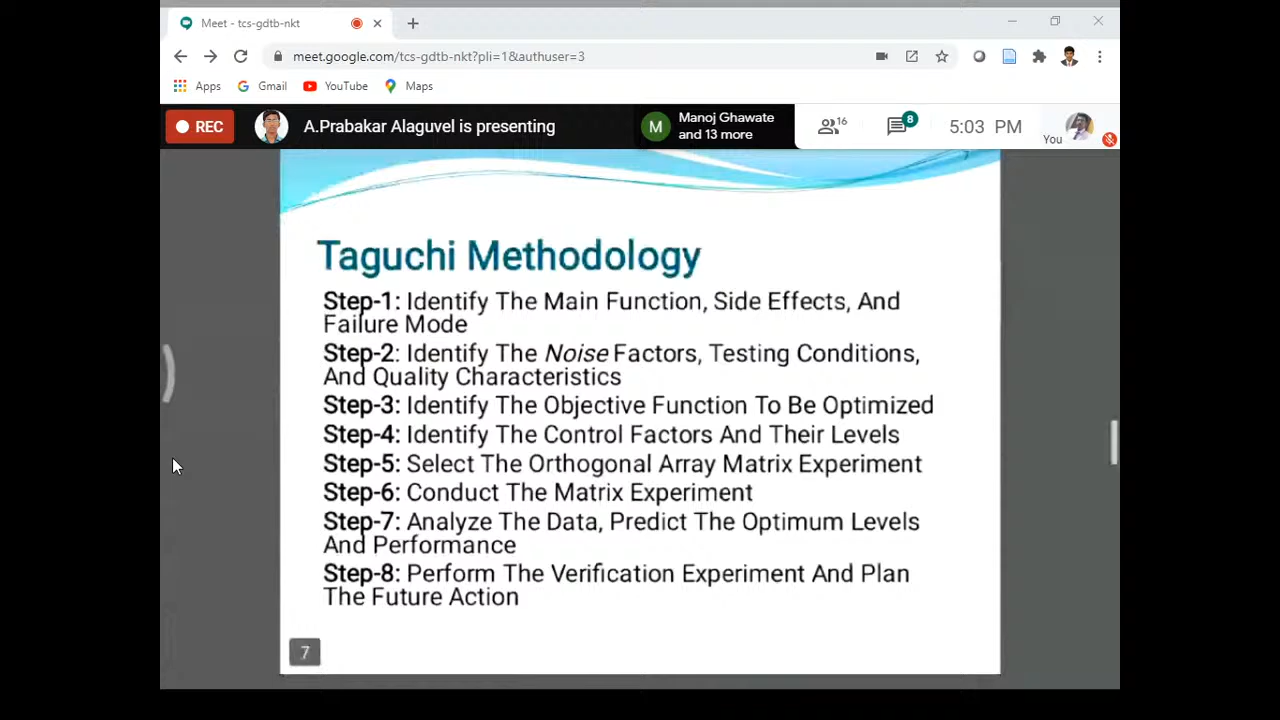 Meet - tcs-gdtb-nkt
meet.google.com/tcs-gdtb-nkt?pli=1&authuser=3
Apps Gmail YouTube Maps
REC A.Prabakar Alaguvel is presenting M Manoj Ghawate and 13 more 16 8 5:03 PM You
7
Taguchi Methodology
Step-1: Identify The Main Function, Side Effects, And
Failure Mode
Step-2: Identify The Noise Factors, Testing Conditions,
And Quality Characteristics
Step-3: Identify The Objective Function To Be Optimized
Step-4: Identify The Control Factors And Their Levels
Step-5: Select The Orthogonal Array Matrix Experiment
Step-6: Conduct The Matrix Experiment
Step-7: Analyze The Data, Predict The Optimum Levels
And Performance
Step-8: Perform The Verification Experiment And Plan
The Future Action
7